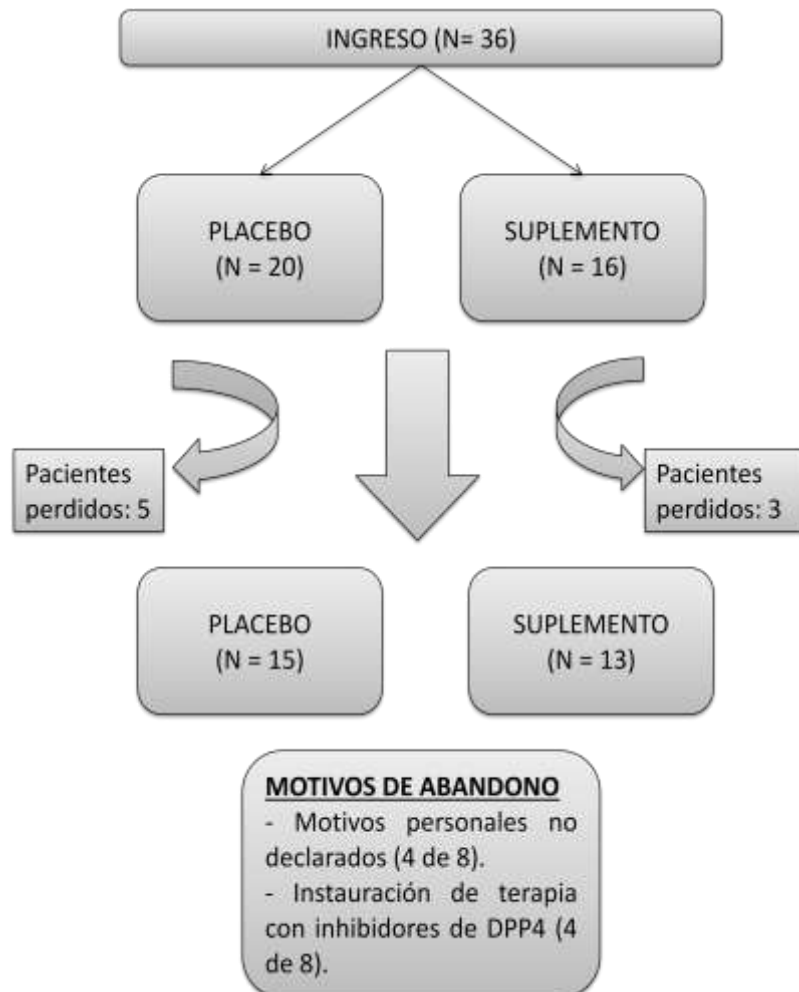 INGRESO (N= 36)
PLACEBO
(N = 20)
SUPLEMENTO
(N = 16)
Pacientes
perdidos: 5
Pacientes
perdidos: 3
PLACEBO
(N = 15)
SUPLEMENTO
(N = 13)
MOTIVOS DE ABANDONO
- Motivos personales no
declarados (4 de 8).
- Instauración de terapia
con inhibidores de DPP4 (4
de 8).